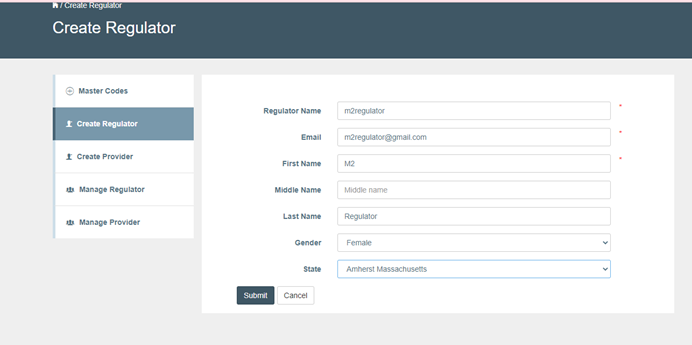 / Create Regulator
Create Regulator
Master Codes
Create Regulator
Create Provider
Manage Regulator
Manage Provider
Regulator Name m2regulator *
Email m2regulator@gmail.com *
First Name M2 *
Middle Name Middle name
Last Name Regulator
Gender Female
State Amherst Massachusetts
Submit Cancel